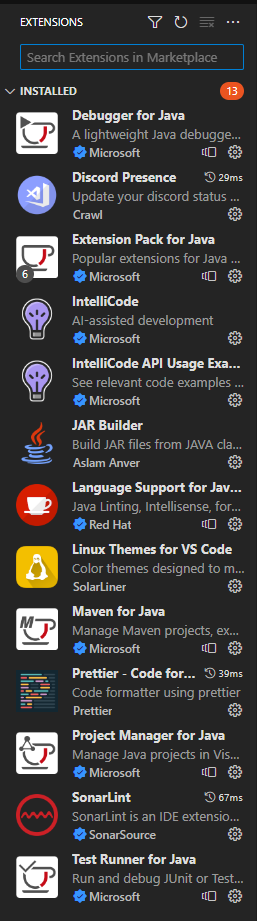 EXTENSIONS
Search Extensions in Marketplace
INSTALLED 13
Debugger for Java
A lightweight Java debugge...
Microsoft
Discord Presence 29ms
Update your discord status ...
Crawl
Extension Pack for Java
Popular extensions for Java ...
6 Microsoft
IntelliCode
AI-assisted development
Microsoft
IntelliCode API Usage Exa...
See relevant code examples ...
Microsoft
JAR Builder
Build JAR files from JAVA cla...
Aslam Anver
Language Support for Jav...
Java Linting, Intellisense, for...
Red Hat
Linux Themes for VS Code
Color themes designed to m...
SolarLiner
Maven for Java
Manage Maven projects, ex...
Microsoft
Prettier - Code for... 39ms
Code formatter using prettier
Prettier
Project Manager for Java
Manage Java projects in Vis...
Microsoft
SonarLint 67ms
SonarLint is an IDE extensio...
SonarSource
Test Runner for Java
Run and debug JUnit or Test...
Microsoft